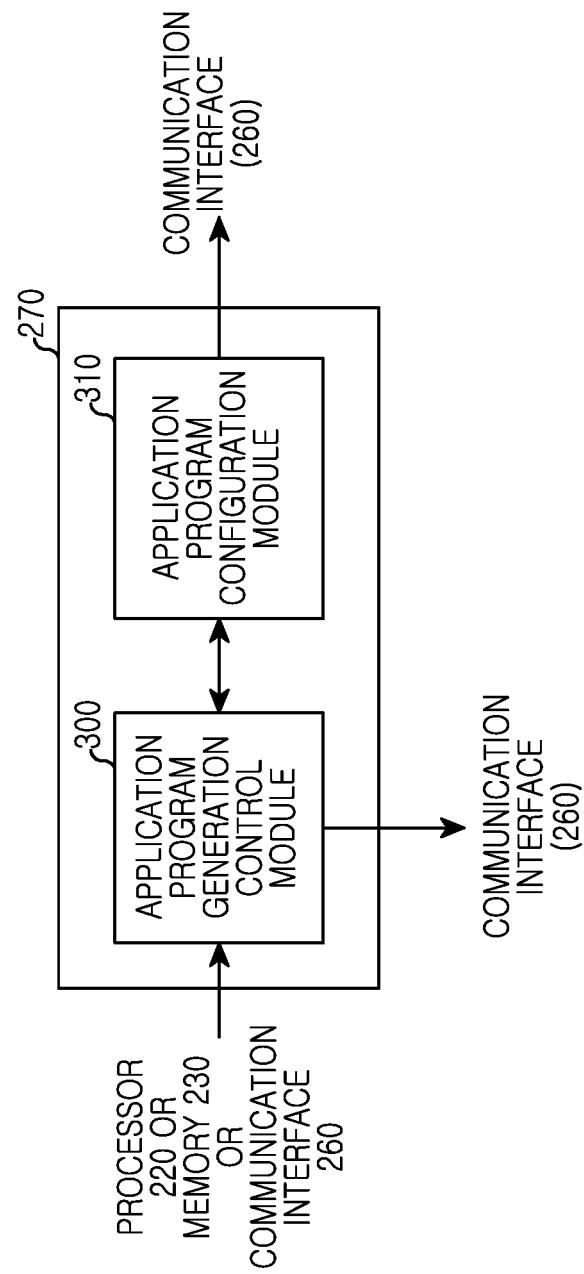 270
300
310
PROCESSOR
220 OR
MEMORY 230
OR
COMMUNICATION
INTERFACE
260
APPLICATION
PROGRAM
GENERATION
CONTROL
MODULE
APPLICATION
PROGRAM
CONFIGURATION
MODULE
COMMUNICATION
INTERFACE
(260)
COMMUNICATION
INTERFACE
(260)